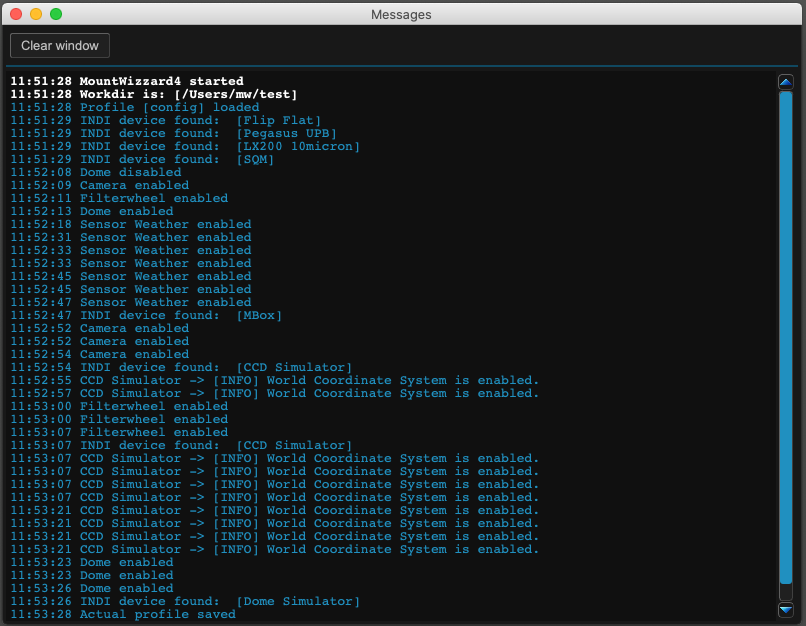 Messages
Clear window
11:51:28 MountWizzard4 started
11:51:28 Workdir is: [/Users/mw/test]
11:51:28 Profile [config] loaded
11:51:29 INDI device found:  [Flip Flat]
11:51:29 INDI device found:  [Pegasus UPB]
11:51:29 INDI device found:  [LX200 10micron]
11:51:29 INDI device found:  [SQM]
11:52:08 Dome disabled
11:52:09 Camera enabled
11:52:11 Filterwheel enabled
11:52:13 Dome enabled
11:52:18 Sensor Weather enabled
11:52:31 Sensor Weather enabled
11:52:33 Sensor Weather enabled
11:52:33 Sensor Weather enabled
11:52:45 Sensor Weather enabled
11:52:45 Sensor Weather enabled
11:52:47 Sensor Weather enabled
11:52:47 INDI device found:  [MBox]
11:52:52 Camera enabled
11:52:52 Camera enabled
11:52:54 Camera enabled
11:52:54 INDI device found:  [CCD Simulator]
11:52:55 CCD Simulator -> [INFO] World Coordinate System is enabled.
11:52:57 CCD Simulator -> [INFO] World Coordinate System is enabled.
11:53:00 Filterwheel enabled
11:53:00 Filterwheel enabled
11:53:07 Filterwheel enabled
11:53:07 INDI device found:  [CCD Simulator]
11:53:07 CCD Simulator -> [INFO] World Coordinate System is enabled.
11:53:07 CCD Simulator -> [INFO] World Coordinate System is enabled.
11:53:07 CCD Simulator -> [INFO] World Coordinate System is enabled.
11:53:07 CCD Simulator -> [INFO] World Coordinate System is enabled.
11:53:21 CCD Simulator -> [INFO] World Coordinate System is enabled.
11:53:21 CCD Simulator -> [INFO] World Coordinate System is enabled.
11:53:21 CCD Simulator -> [INFO] World Coordinate System is enabled.
11:53:21 CCD Simulator -> [INFO] World Coordinate System is enabled.
11:53:23 Dome enabled
11:53:23 Dome enabled
11:53:26 Dome enabled
11:53:26 INDI device found:  [Dome Simulator]
11:53:28 Actual profile saved